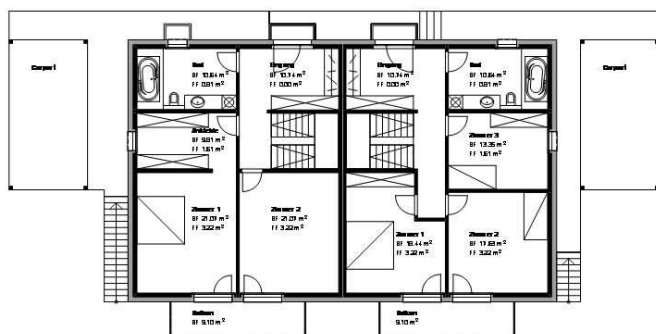 Carport
Bad
BF 10.64 m²
FF 0.81 m²
Eingang
BF 10.74 m²
FF 0.00 m²
Eingang
BF 10.74 m²
FF 0.00 m²
Bad
BF 10.64 m²
FF 0.81 m²
Carport
Ankleide
BF 9.81 m²
FF 1.61 m²
Zimmer 3
BF 13.35 m²
FF 1.61 m²
Zimmer 1
BF 21.07 m²
FF 3.22 m²
Zimmer 2
BF 21.07 m²
FF 3.22 m²
Zimmer 1
BF 18.44 m²
FF 3.22 m²
Zimmer 2
BF 17.63 m²
FF 3.22 m²
Balkon
BF 9.10 m²
Balkon
9.10 m²